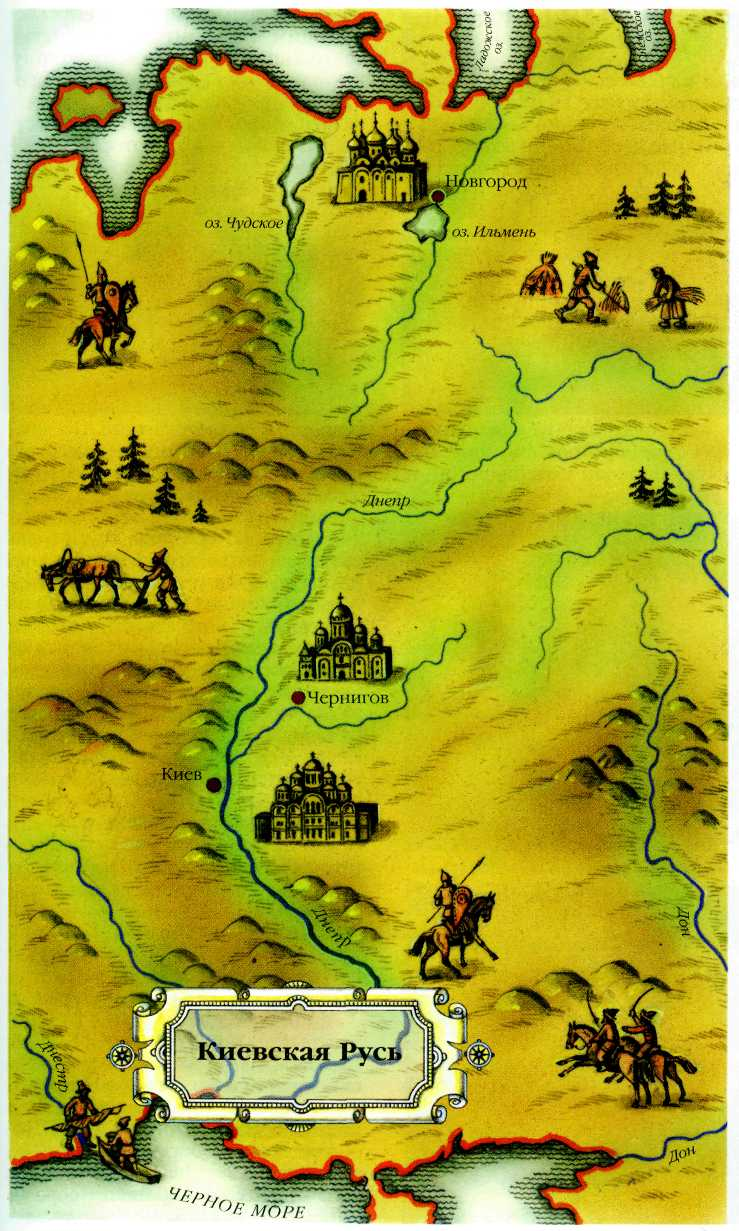 Ладожское
оз.
оз.
Новгород
оз. Чудское
оз. Ильмень
Днепр
Чернигов
Киев
Днепр
Дон
Киевская Русь
Днестр
Дон
ЧЕРНОЕ МОРЕ